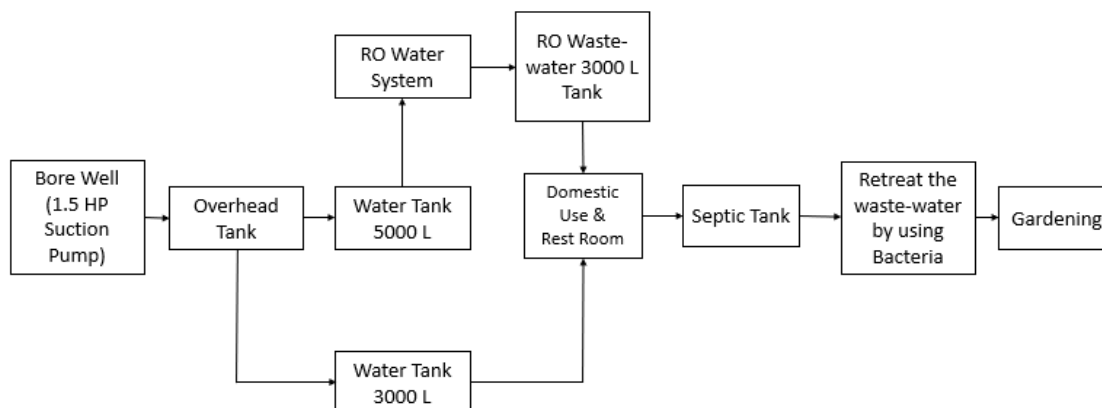 RO Water
System
RO Waste-
water 3000 L
Tank
Bore Well
(1.5 HP
Suction
Pump)
Overhead
Tank
Water Tank
5000 L
Domestic
Use &
Rest Room
Septic Tank
Retreat the
waste-water
by using
Bacteria
Gardening
Water Tank
3000 L